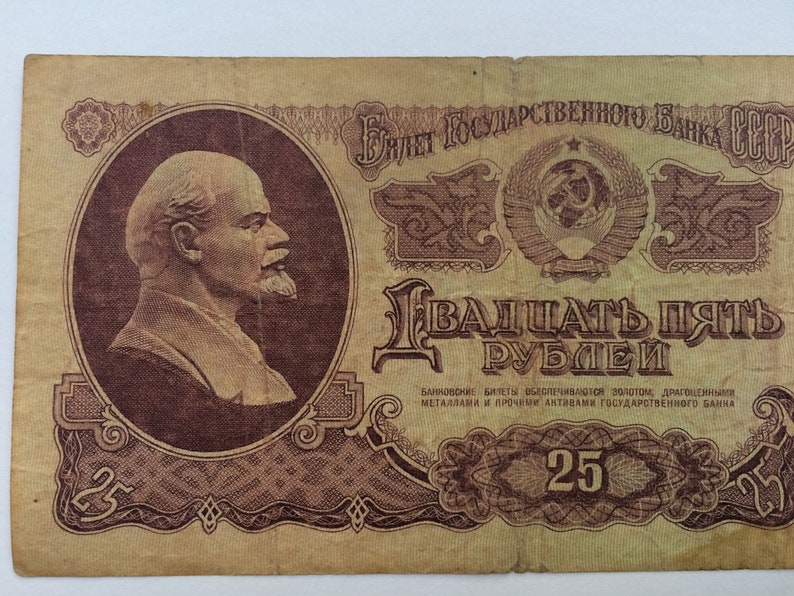 Билет Государственного Банка СССР
Двадцать пять
рублей
БАНКОВСКИЕ БИЛЕТЫ ОБЕСПЕЧИВАЮТСЯ ЗОЛОТОМ, ДРАГОЦЕННЫМИ
МЕТАЛЛАМИ И ПРОЧИМИ АКТИВАМИ ГОСУДАРСТВЕННОГО БАНКА
25 25 25